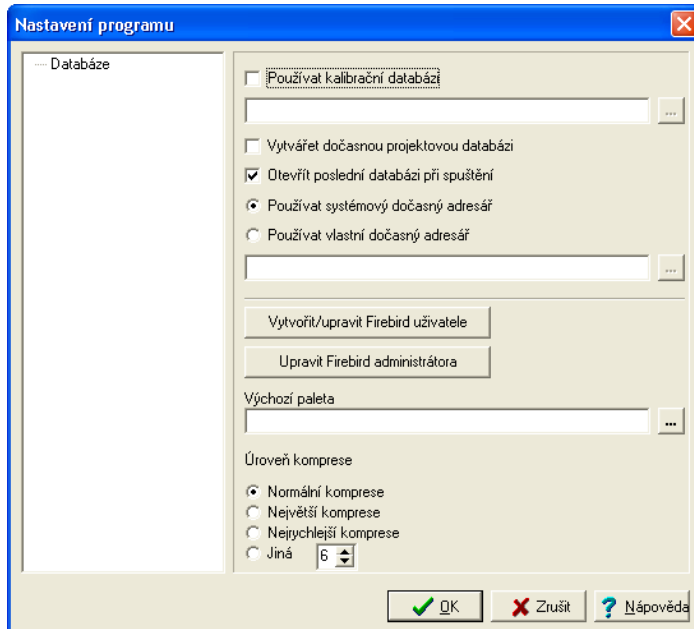 Nastavení programu
Databáze
Používat kalibrační databázi
...
Vytvářet dočasnou projektovou databázi
Otevřít poslední databázi při spuštění
Používat systémový dočasný adresář
Používat vlastní dočasný adresář
...
Vytvořit/upravit Firebird uživatele
Upravit Firebird administrátora
Výchozí paleta
...
Úroveň komprese
Normální komprese
Největší komprese
Nejrychlejší komprese
Jiná 6
OK Zrušit Nápověda